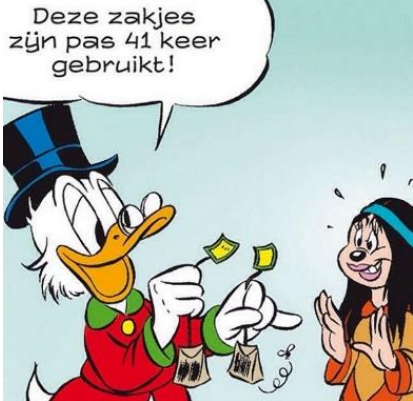 Deze zakjes
zijn pas 41 keer
gebruikt!